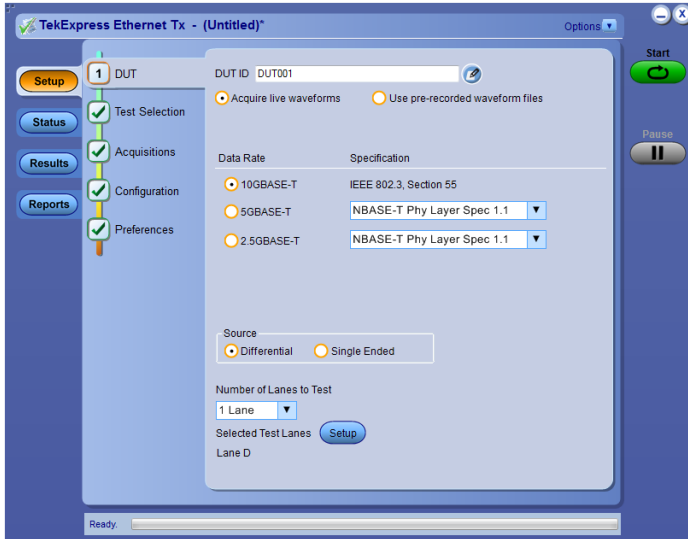 TekExpress Ethernet Tx - (Untitled)*
Options
Start
Pause
Setup
Status
Results
Reports
1 DUT
Test Selection
Acquisitions
Configuration
Preferences
DUT ID DUT001
Acquire live waveforms Use pre-recorded waveform files
Data Rate Specification
10GBASE-T IEEE 802.3, Section 55
5GBASE-T NBASE-T Phy Layer Spec 1.1
2.5GBASE-T NBASE-T Phy Layer Spec 1.1
Source
Differential Single Ended
Number of Lanes to Test
1 Lane
Selected Test Lanes Setup
Lane D
Ready.